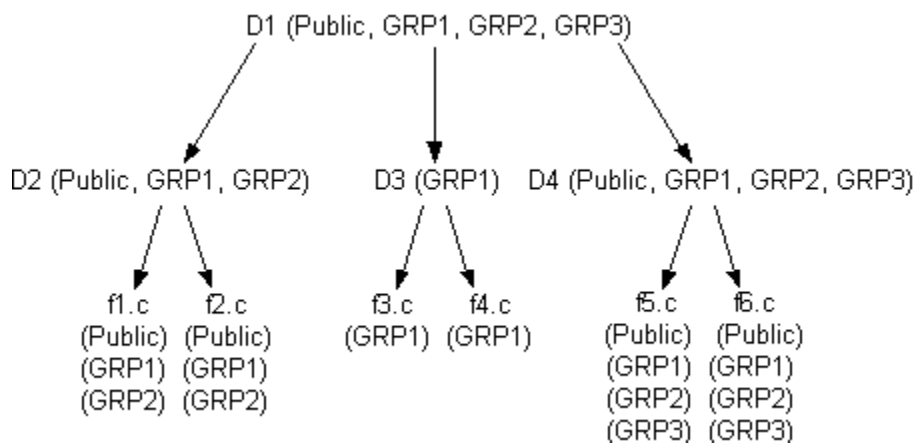 D1 (Public, GRP1, GRP2, GRP3)
D2 (Public, GRP1, GRP2) D3 (GRP1) D4 (Public, GRP1, GRP2, GRP3)
f1.c f2.c f3.c f4.c f5.c f6.c
(Public) (Public) (GRP1) (GRP1) (Public) (Public)
(GRP1) (GRP1) (GRP1) (GRP1)
(GRP2) (GRP2) (GRP2) (GRP2)
(GRP3) (GRP3)